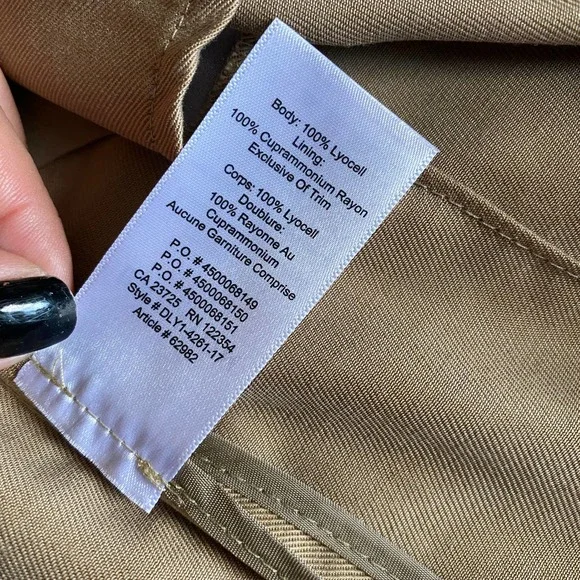 Body: 100% Lyocell
Lining:
100% Cuprammonium Rayon
Exclusive Of Trim
Corps: 100% Lyocell
Doublure:
100% Rayonne Au
Cuprammonium
Aucune Garniture Comprise
P.O. # 4500068149
P.O. # 4500068150
P.O. # 4500068151
CA 23725 RN 122354
Style # DLY1-4261-17
Article # 62982